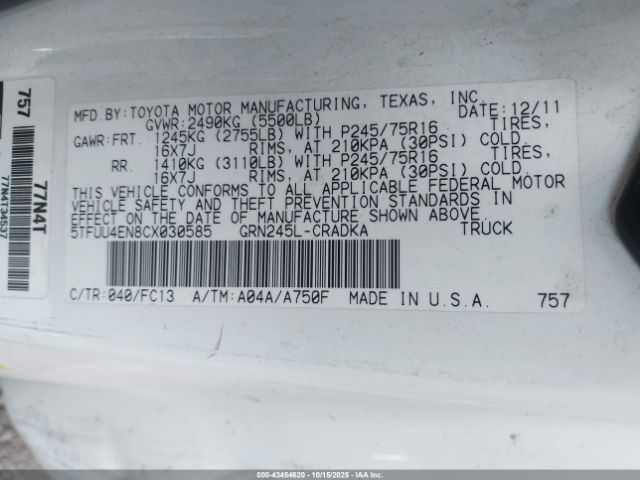 MFD.BY:TOYOTA MOTOR MANUFACTURING, TEXAS, INC. DATE:12/11
GVWR:2490KG (5500LB)
GAWR:FRT. 1245KG (2755LB) WITH P245/75R16 TIRES,
16X7J RIMS, AT 210KPA (30PSI) COLD.
RR. 1410KG (3110LB) WITH P245/75R16 TIRES,
16X7J RIMS, AT 210KPA (30PSI) COLD.
THIS VEHICLE CONFORMS TO ALL APPLICABLE FEDERAL MOTOR
VEHICLE SAFETY AND THEFT PREVENTION STANDARDS IN
EFFECT ON THE DATE OF MANUFACTURE SHOWN ABOVE.
5TFUU4EN8CX030585 GRN245L-CRADKA TRUCK
C/TR:040/FC13 A/TM:A04A/A750F MADE IN U.S.A. 757
757
77N4T
77N4T34537
000-43454620 - 10/15/2025 - IAAI.COM